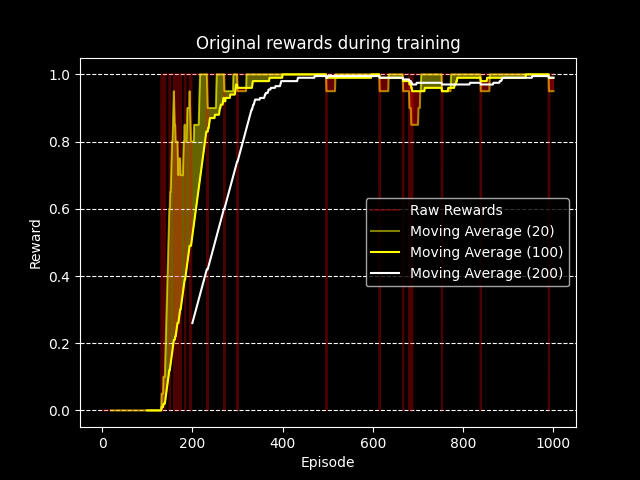 Original rewards during training
1.0
0.8
0.6
0.4
0.2
0.0
Reward
Raw Rewards
Moving Average (20)
Moving Average (100)
Moving Average (200)
0 200 400 600 800 1000
Episode